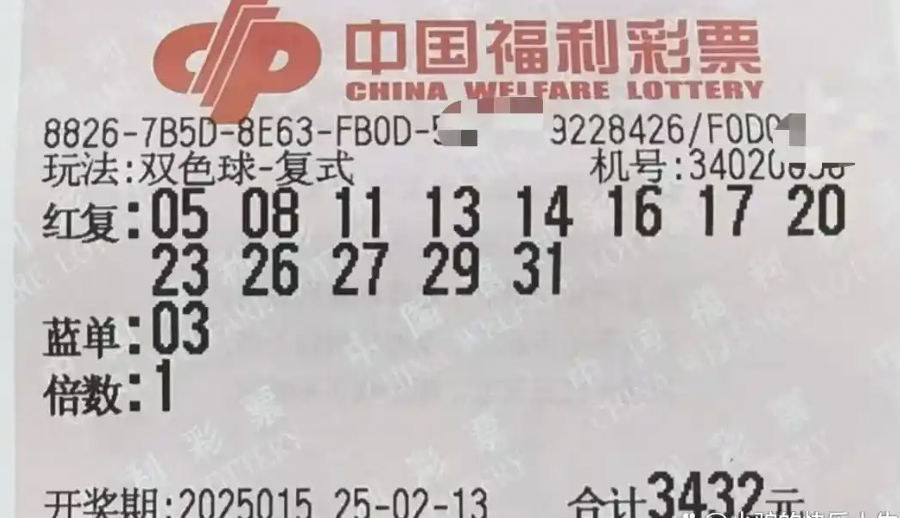 中国福利彩票
CHINA WELFARE LOTTERY
8826-7B5D-8E63-FB0D-5 9228426/F0D0
玩法:双色球-复式 机号:34020
红复:05 08 11 13 14 16 17 20
23 26 27 29 31
蓝单:03
倍数:1
开奖期:2025015 25-02-13 合计3432元